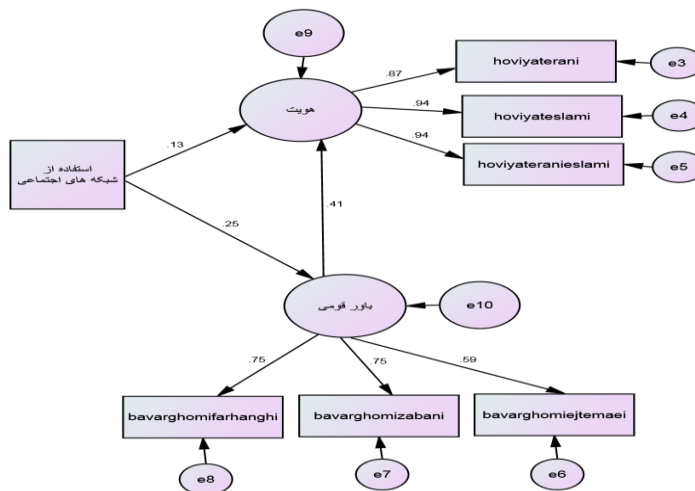 e9
هویت
.87
hoviyaterani
e3
.94
hoviyateslami
e4
.94
hoviyateranieslami
e5
استفاده از
شبکه های اجتماعی
.13
.25
.41
باور قومی
e10
.75
.75
.59
bavarghomifarhanghi
bavarghomizabani
bavarghomiejtemaei
e8
e7
e6